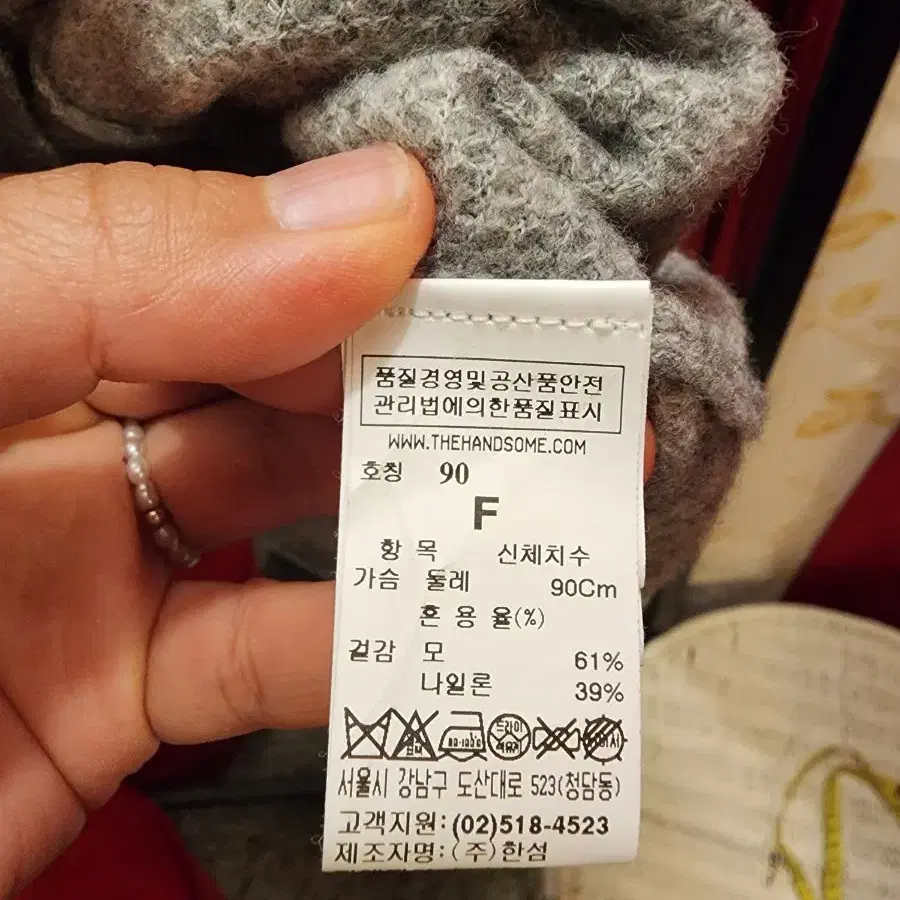 품질경영및공산품안전
관리법에의한품질표시
WWW.THEHANDSOME.COM
호칭 90
F
항 목 신체치수
가슴 둘레 90Cm
혼 용 율(%)
겉감 모 61%
나일론 39%
드라이
서울시 강남구 도산대로 523(청담동)
고객지원:(02)518-4523
제조자명:(주)한섬